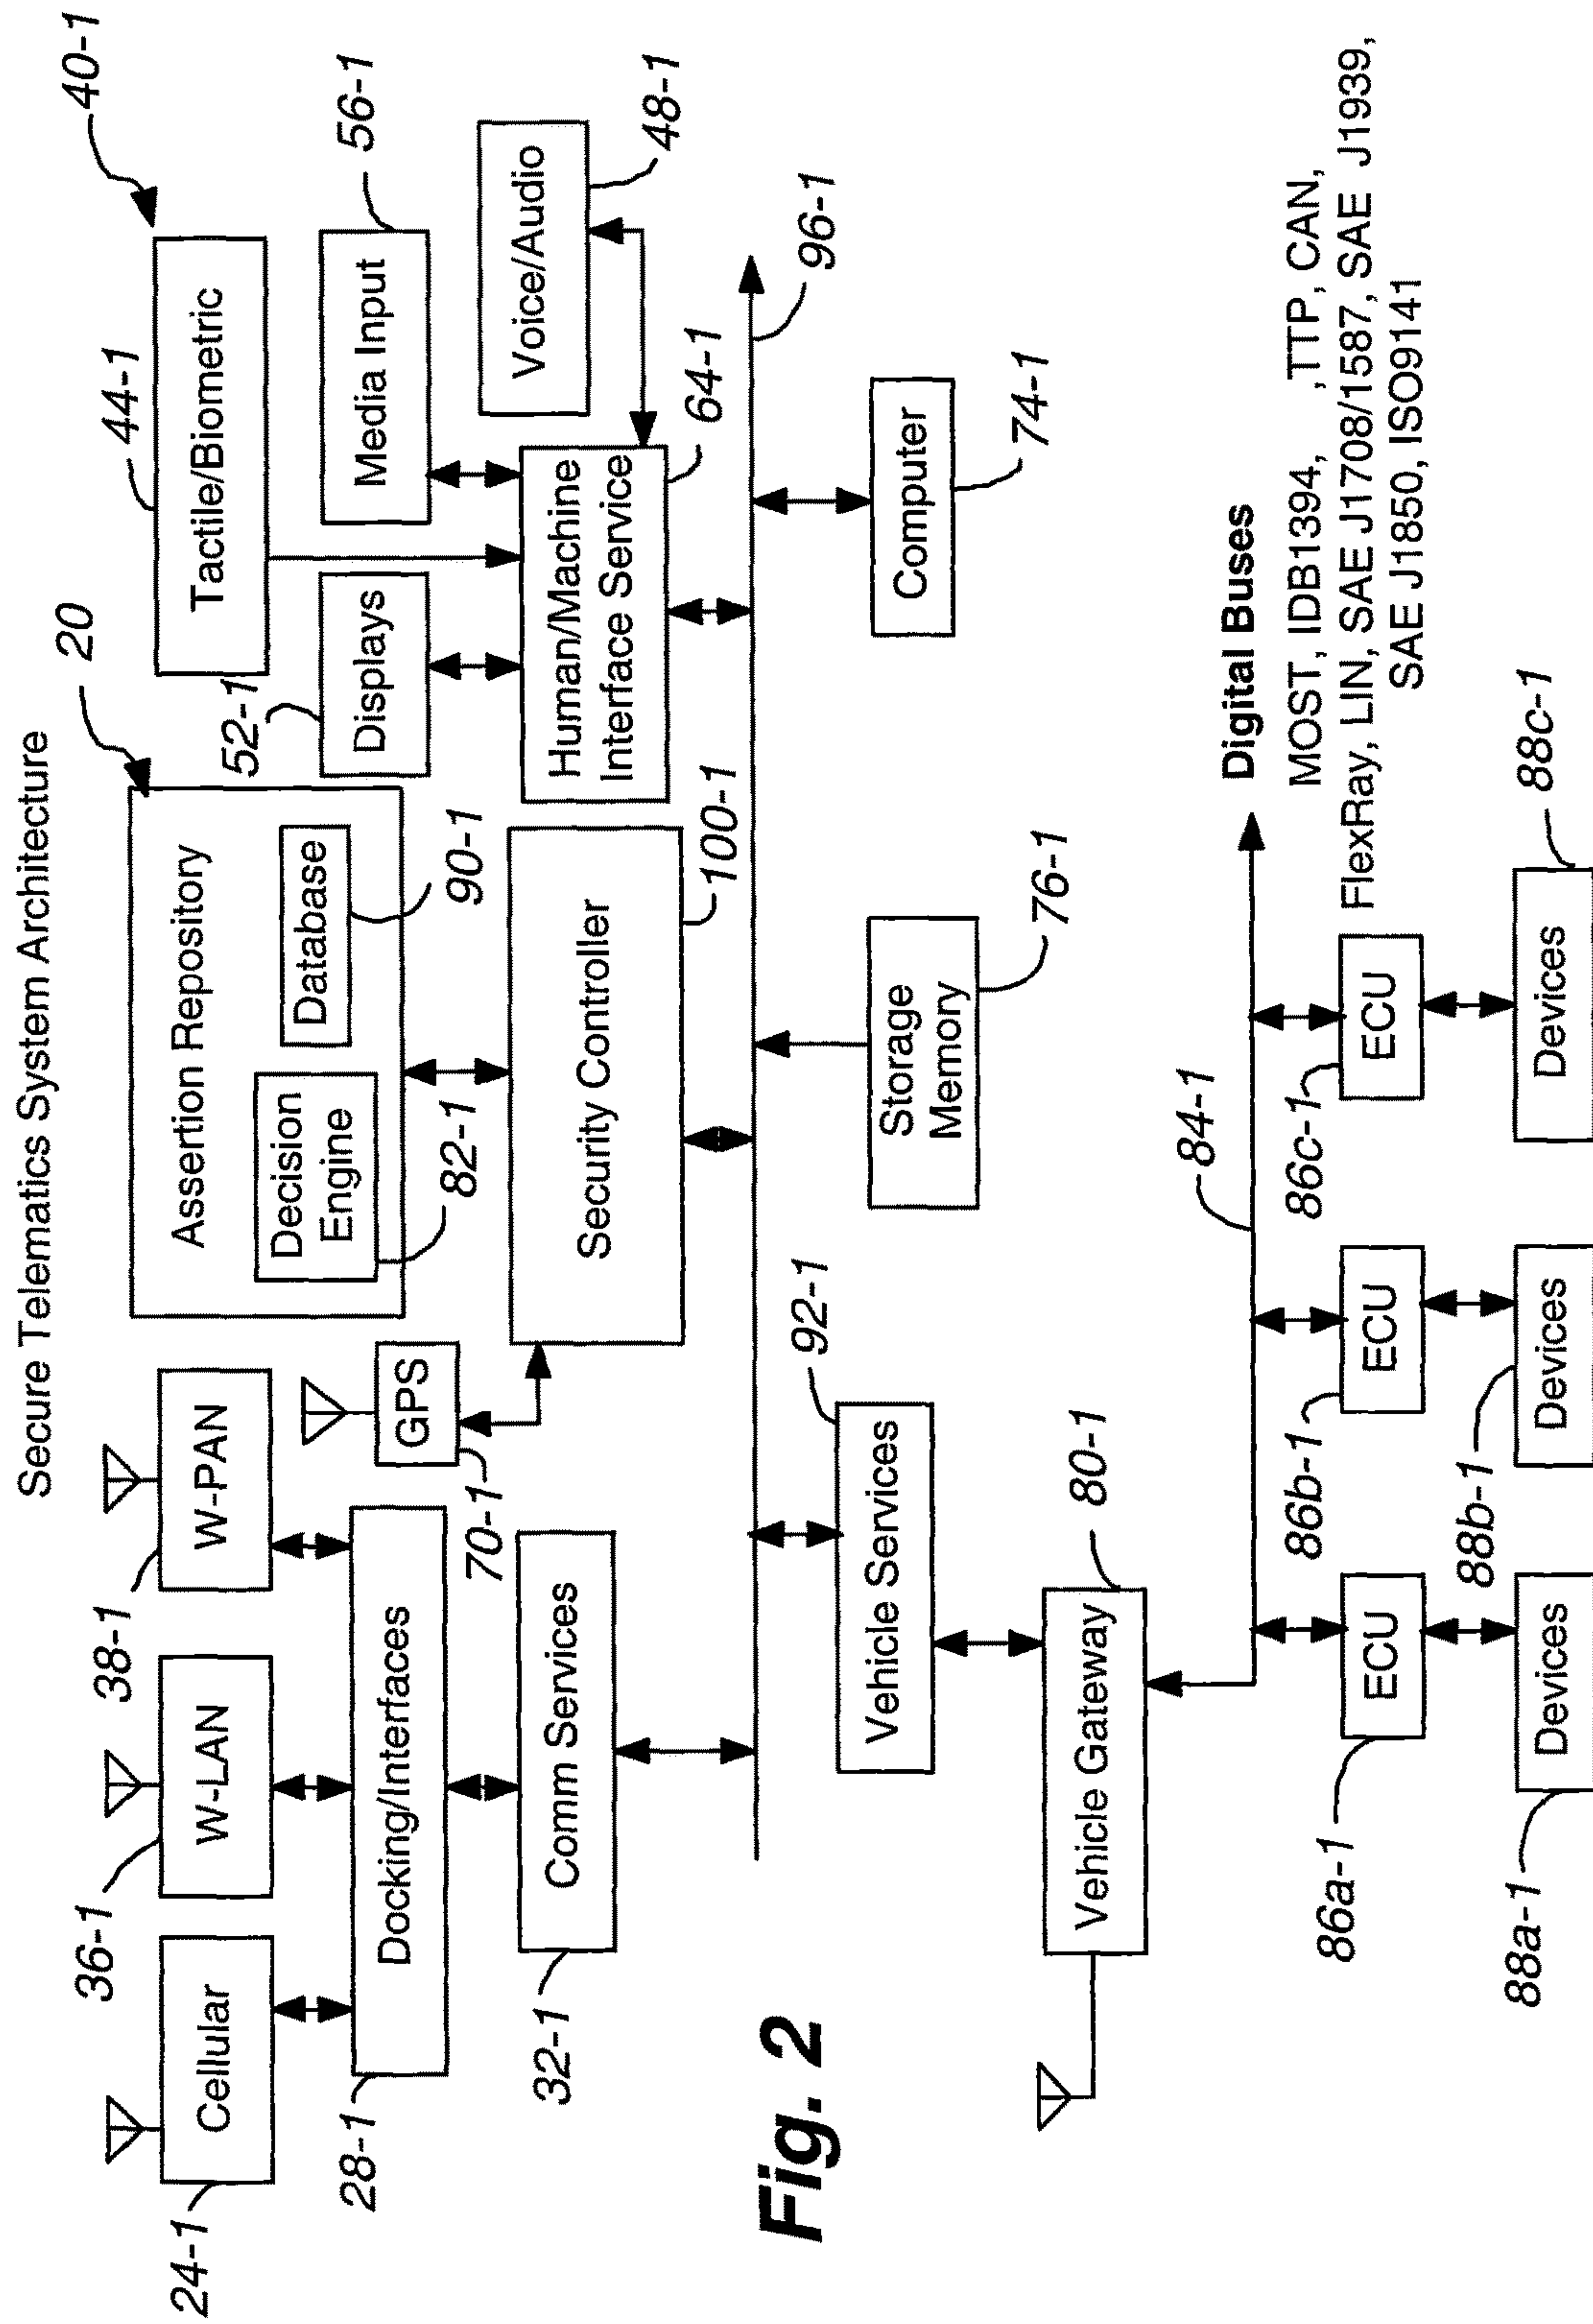 Secure Telematics System Architecture
24-1
Cellular
36-1
W-LAN
38-1
W-PAN
20
Assertion Repository
Decision
Engine
82-1
Database
90-1
40-1
44-1
Tactile/Biometric
52-1
Displays
Media Input
56-1
Voice/Audio
48-1
28-1
Docking/Interfaces
GPS
70-1
32-1
Comm Services
Security Controller
100-1
Human/Machine
Interface Service
64-1
96-1
Fig. 2
92-1
Vehicle Services
Storage
Memory
76-1
Computer
74-1
Vehicle Gateway
80-1
84-1
Digital Buses
MOST, IDB1394, ,TTP, CAN,
FlexRay, LIN, SAE J1708/1587, SAE J1939,
SAE J1850, ISO9141
86a-1
ECU
86b-1
ECU
86c-1
ECU
88a-1
Devices
88b-1
Devices
88c-1
Devices